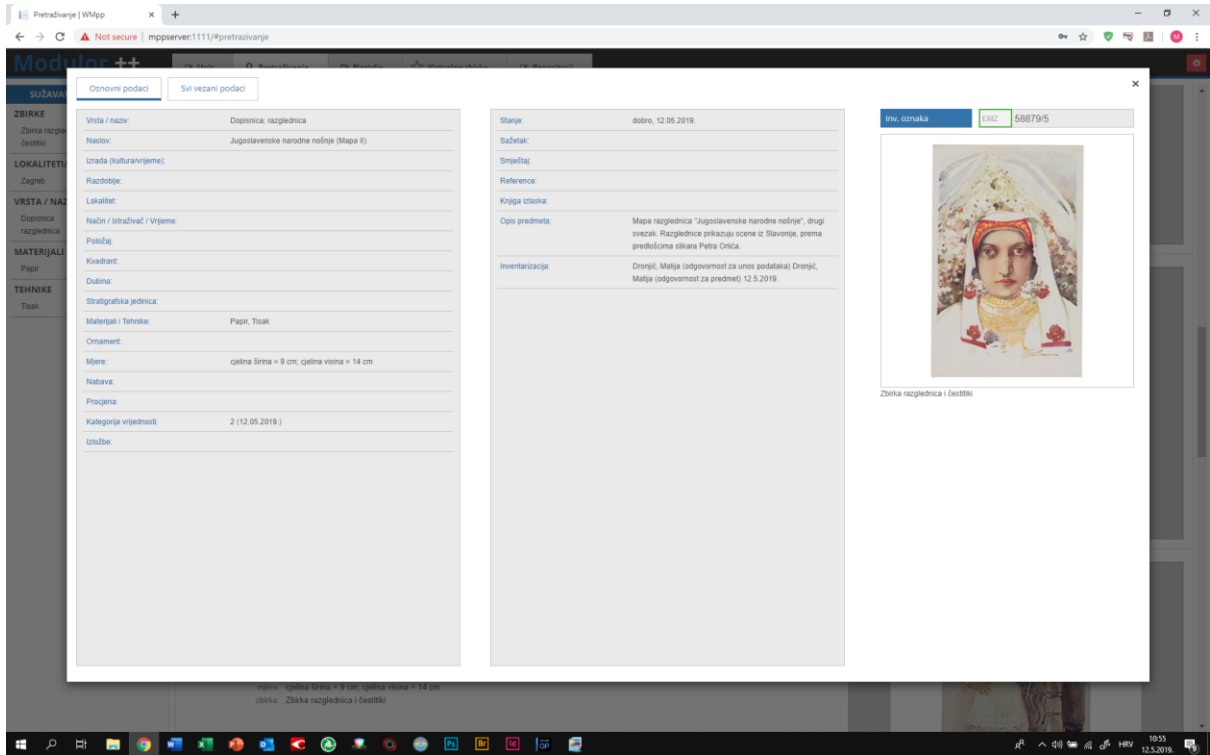 Pretraživanje | WMpp
Not secure | mppserver:1111/#pretrazivanje
Modulor ++
Upis
Pretraživanje
Nazivlje
Virtualne zbirke
Repozitorij
SUŽAVA
ZBIRKE
Zbirka razgle
čestitki
LOKALITETI/
Zagreb
VRSTA / NAZ
Dopisnica
razglednica
MATERIJALI
Papir
TEHNIKE
Tisak
Osnovni podaci
Svi vezani podaci
Vrsta / naziv: Dopisnica; razglednica
Naslov: Jugoslavenske narodne nošnje (Mapa II)
Izrada (kultura/vrijeme):
Razdoblje:
Lokalitet:
Način / Istraživač / Vrijeme:
Položaj:
Kvadrant:
Dubina:
Stratigrafska jedinica:
Materijali i Tehnike: Papir, Tisak
Ornament:
Mjere: cjelina širina = 9 cm; cjelina visina = 14 cm
Nabava:
Procjena:
Kategorija vrijednosti: 2 (12.05.2019.)
Izložbe:
Stanje: dobro, 12.05.2019.
Sažetak:
Smještaj:
Reference:
Knjiga izlaska:
Opis predmeta: Mapa razglednica "Jugoslavenske narodne nošnje", drugi
svezak. Razglednice prikazuju scene iz Slavonije, prema
predlošcima slikara Petra Orlića.
Inventarizacija: Dronjić, Matija (odgovornost za unos podataka) Dronjić,
Matija (odgovornost za predmet) 12.5.2019.
Inv. oznaka EMZ 58879/5
Zbirka razglednica i čestitki
mjere: cjelina širina = 9 cm; cjelina visina = 14 cm
zbirka: Zbirka razglednica i čestitki
HRV
10:55
12.5.2019.